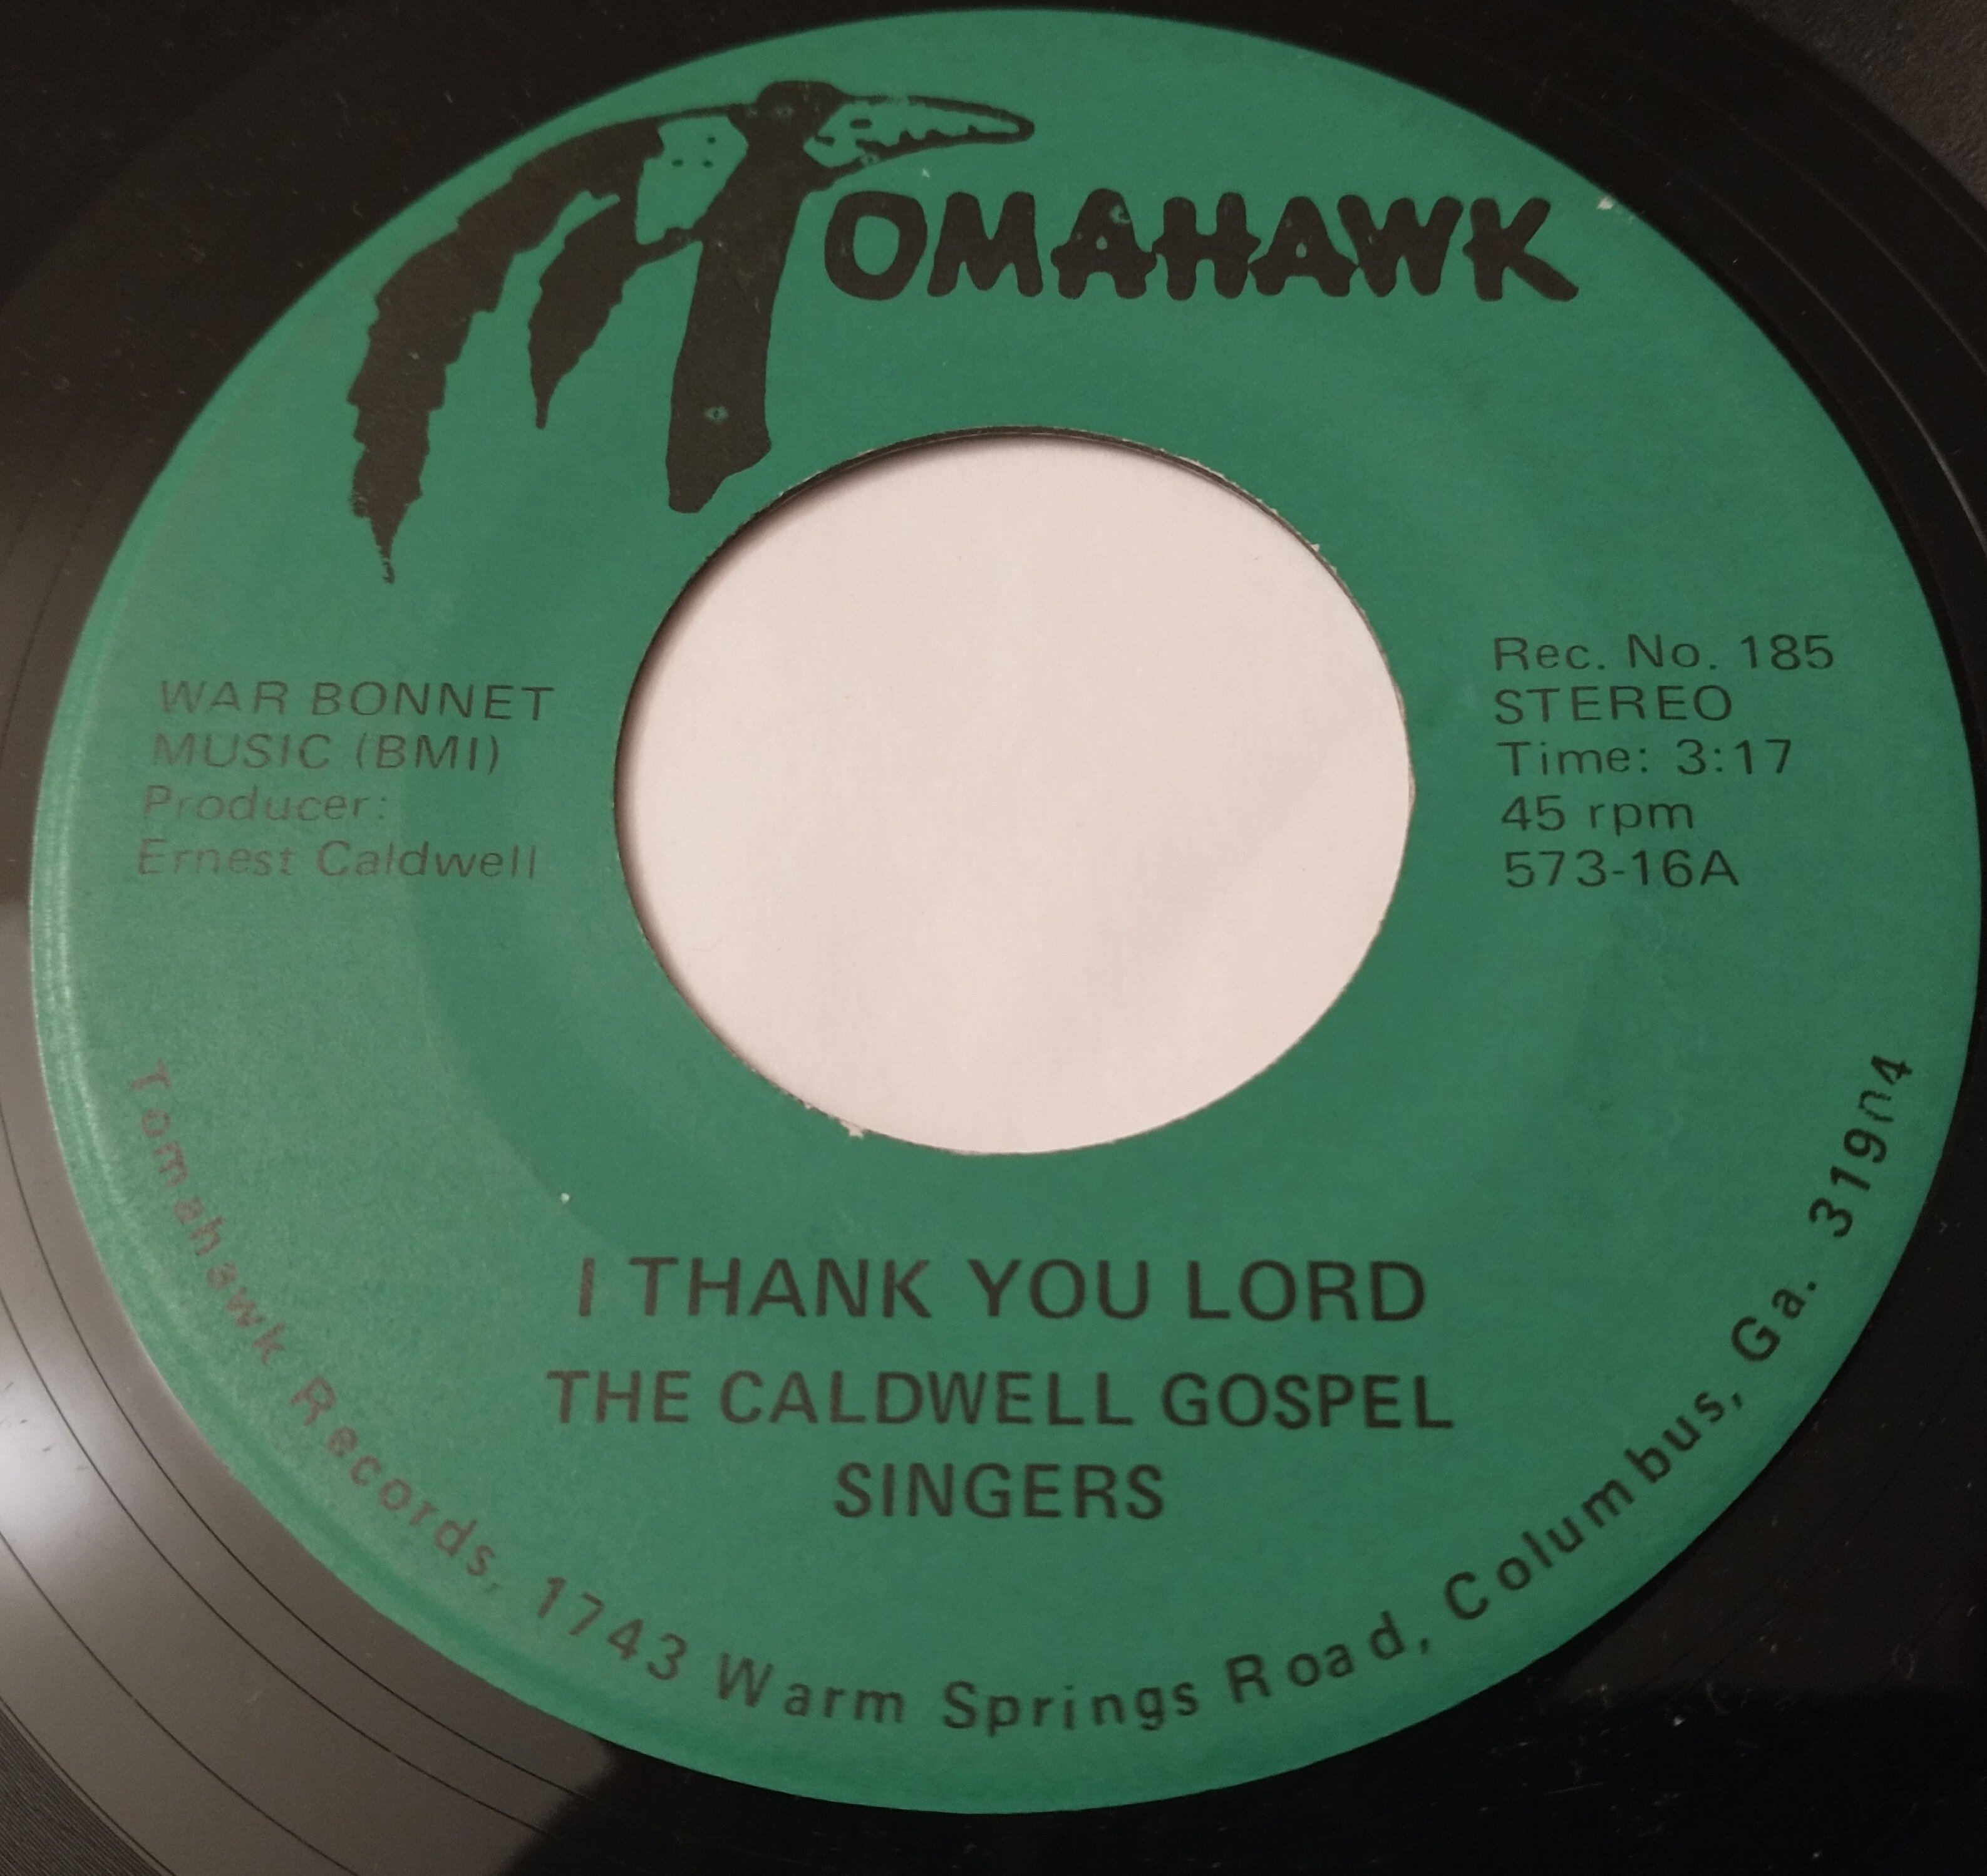 TOMAHAWK
WAR BONNET
MUSIC (BMI)
Producer:
Ernest Caldwell
Rec. No. 185
STEREO
Time: 3:17
45 rpm
573-16A
I THANK YOU LORD
THE CALDWELL GOSPEL
SINGERS
Tomahawk Records, 1743 Warm Springs Road, Columbus, Ga. 31904